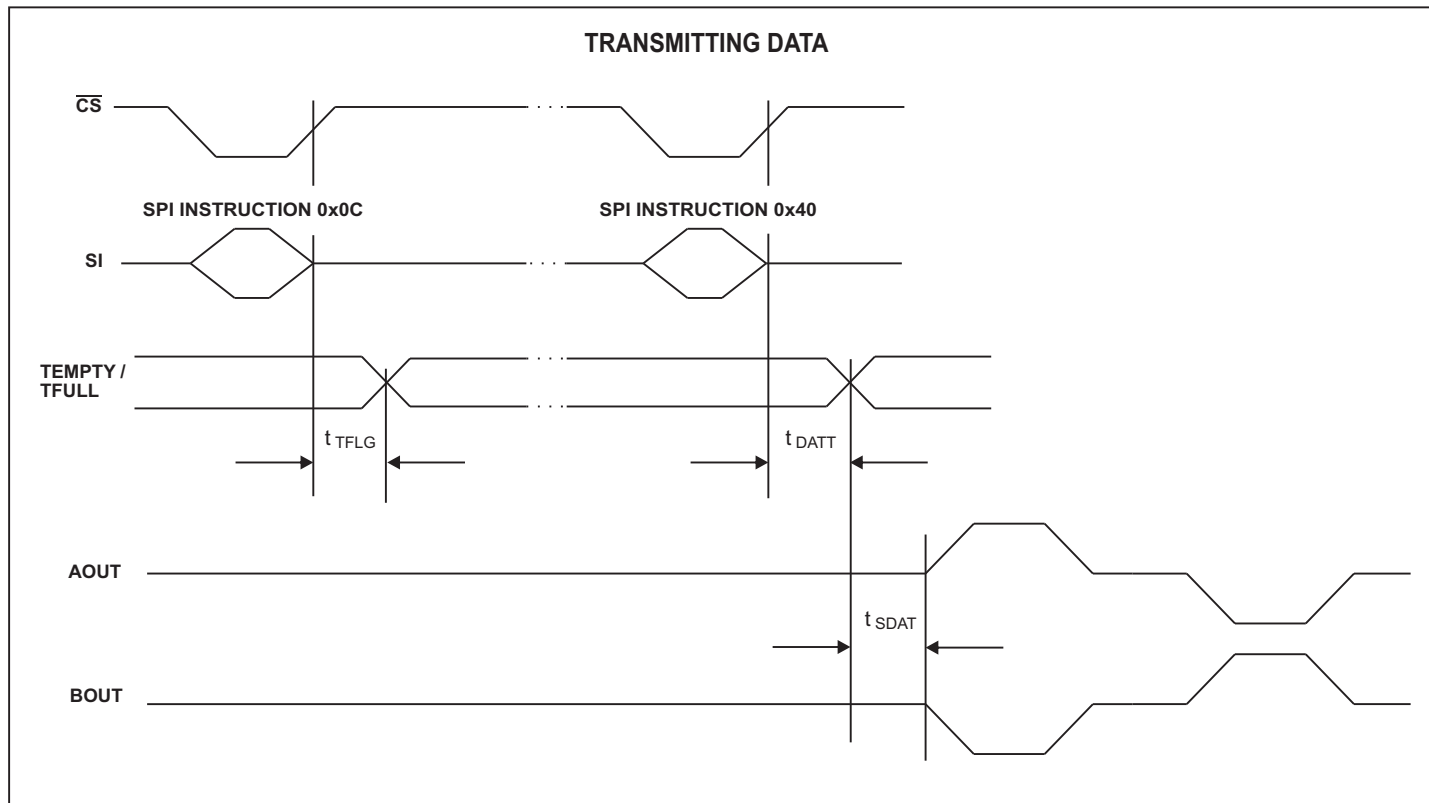 TRANSMITTING DATA
CS
SPI INSTRUCTION 0x0C
SPI INSTRUCTION 0x40
SI
TEMPTY /
TFULL
t TFLG
t DATT
AOUT
t SDAT
BOUT